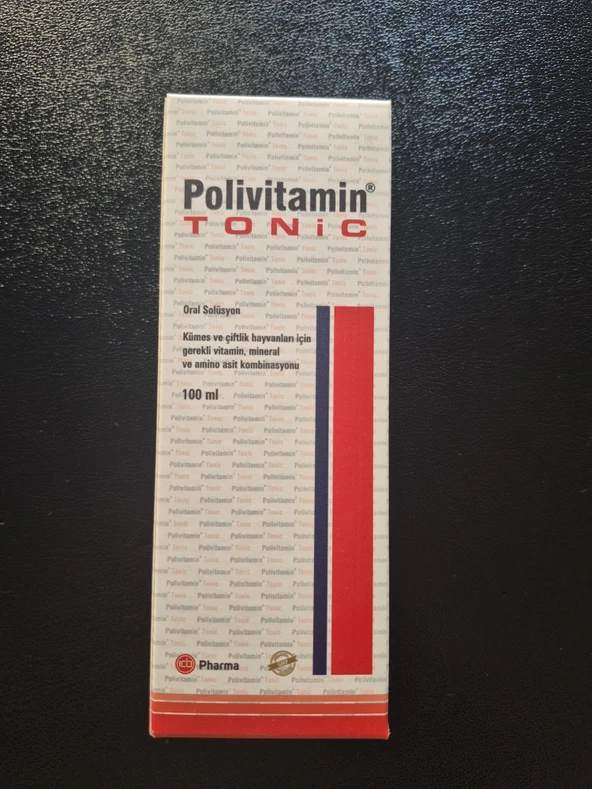 Polivitamin®
TONiC
Oral Solüsyon
Kümes ve çiftlik hayvanları için
gerekli vitamin, mineral
ve amino asit kombinasyonu
100 ml
icb Pharma